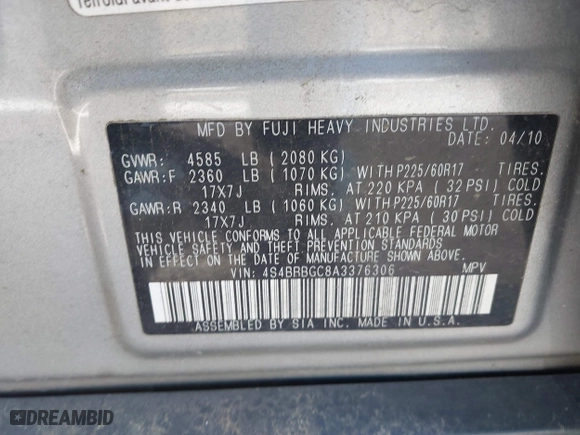 MFD BY FUJI HEAVY INDUSTRIES LTD.
DATE: 04/10
GVWR: 4585 LB (2080 KG)
GAWR:F 2360 LB (1070 KG) WITH P225/60R17 TIRES.
17X7J RIMS. AT 220 KPA (32 PSI) COLD
GAWR:R 2340 LB (1060 KG) WITH P225/60R17 TIRES.
17X7J RIMS. AT 210 KPA (30 PSI) COLD
THIS VEHICLE CONFORMS TO ALL APPLICABLE FEDERAL MOTOR
VEHICLE SAFETY AND THEFT PREVENTION STANDARDS
IN EFFECT ON THE DATE OF MANUFACTURE SHOWN ABOVE.
VIN: 4S4BRBGC8A3376306 MPV
ASSEMBLED BY SIA INC. MADE IN U.S.A.
DREAMBID